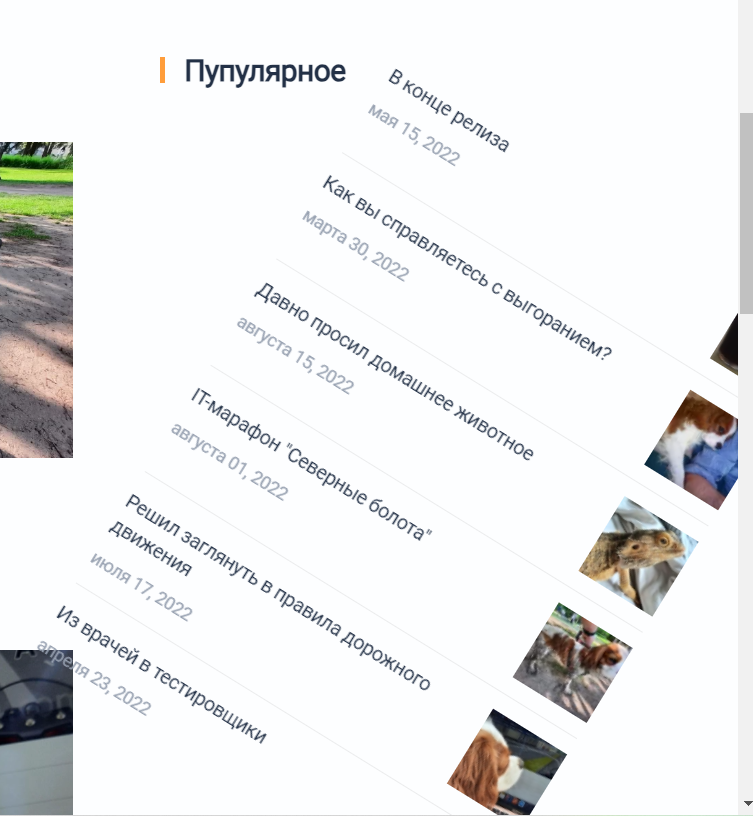 Пупулярное
В конце релиза
мая 15, 2022
Как вы справляетесь с выгоранием?
марта 30, 2022
Давно просил домашнее животное
августа 15, 2022
IT-марафон "Северные болота"
августа 01, 2022
Решил заглянуть в правила дорожного
движения
июля 17, 2022
Из врачей в тестировщики
апреля 23, 2022